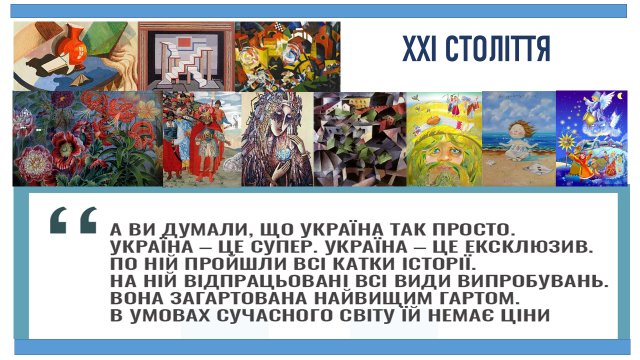 XXI СТОЛІТТЯ
“ А ВИ ДУМАЛИ, ЩО УКРАЇНА ТАК ПРОСТО.
УКРАЇНА – ЦЕ СУПЕР. УКРАЇНА – ЦЕ ЕКСКЛЮЗИВ.
ПО НІЙ ПРОЙШЛИ ВСІ КАТКИ ІСТОРІЇ.
НА НІЙ ВІДПРАЦЬОВАНІ ВСІ ВИДИ ВИПРОБУВАНЬ.
ВОНА ЗАГАРТОВАНА НАЙВИЩИМ ГАРТОМ.
В УМОВАХ СУЧАСНОГО СВІТУ ЇЙ НЕМАЄ ЦІНИ